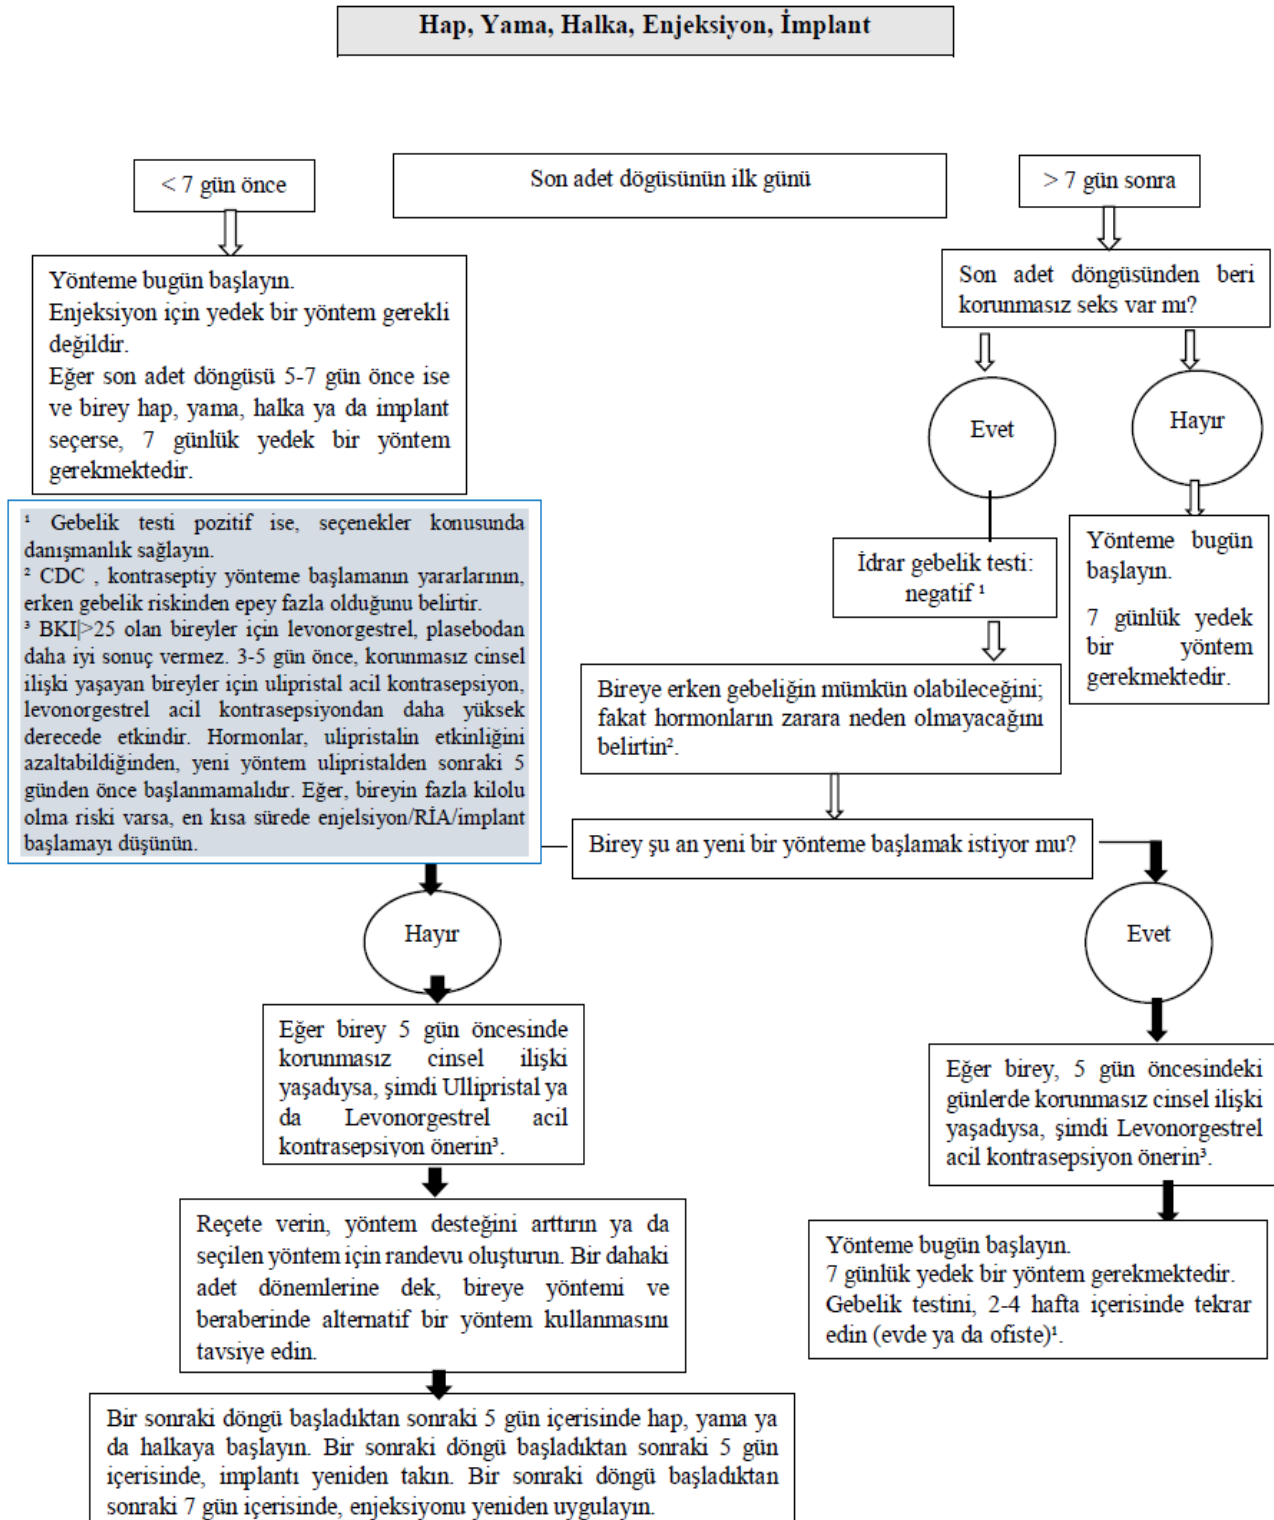 Hap, Yama, Halka, Enjeksiyon, İmplant
< 7 gün önce
Son adet dögüsünün ilk günü
> 7 gün sonra
Yönteme bugün başlayın.
Enjeksiyon için yedek bir yöntem gerekli
değildir.
Eğer son adet döngüsü 5-7 gün önce ise
ve birey hap, yama, halka ya da implant
seçerse, 7 günlük yedek bir yöntem
gerekmektedir.
Son adet döngüsünden beri
korunmasız seks var mı?
Evet
Hayır
¹ Gebelik testi pozitif ise, seçenekler konusunda
danışmanlık sağlayın.
² CDC , kontraseptiy yönteme başlamanın yararlarının,
erken gebelik riskinden epey fazla olduğunu belirtir.
³ BKI|>25 olan bireyler için levonorgestrel, plasebodan
daha iyi sonuç vermez. 3-5 gün önce, korunmasız cinsel
ilişki yaşayan bireyler için ulipristal acil kontrasepsiyon,
levonorgestrel acil kontrasepsiyondan daha yüksek
derecede etkindir. Hormonlar, ulipristalin etkinliğini
azaltabildiğinden, yeni yöntem ulipristalden sonraki 5
günden önce başlanmamalıdır. Eğer, bireyin fazla kilolu
olma riski varsa, en kısa sürede enjelsiyon/RİA/implant
başlamayı düşünün.
İdrar gebelik testi:
negatif ¹
Yönteme bugün
başlayın.
7 günlük yedek
bir yöntem
gerekmektedir.
Bireye erken gebeliğin mümkün olabileceğini;
fakat hormonların zarara neden olmayacağını
belirtin².
Birey şu an yeni bir yönteme başlamak istiyor mu?
Hayır
Evet
Eğer birey 5 gün öncesinde
korunmasız cinsel ilişki
yaşadıysa, şimdi Ullipristal ya
da Levonorgestrel acil
kontrasepsiyon önerin³.
Eğer birey, 5 gün öncesindeki
günlerde korunmasız cinsel ilişki
yaşadıysa, şimdi Levonorgestrel
acil kontrasepsiyon önerin³.
Reçete verin, yöntem desteğini arttırın ya da
seçilen yöntem için randevu oluşturun. Bir dahaki
adet dönemlerine dek, bireye yöntemi ve
beraberinde alternatif bir yöntem kullanmasını
tavsiye edin.
Yönteme bugün başlayın.
7 günlük yedek bir yöntem gerekmektedir.
Gebelik testini, 2-4 hafta içerisinde tekrar
edin (evde ya da ofiste)¹.
Bir sonraki döngü başladıktan sonraki 5 gün içerisinde hap, yama ya
da halkaya başlayın. Bir sonraki döngü başladıktan sonraki 5 gün
içerisinde, implantı yeniden takın. Bir sonraki döngü başladıktan
sonraki 7 gün içerisinde, enjeksiyonu yeniden uygulayın.